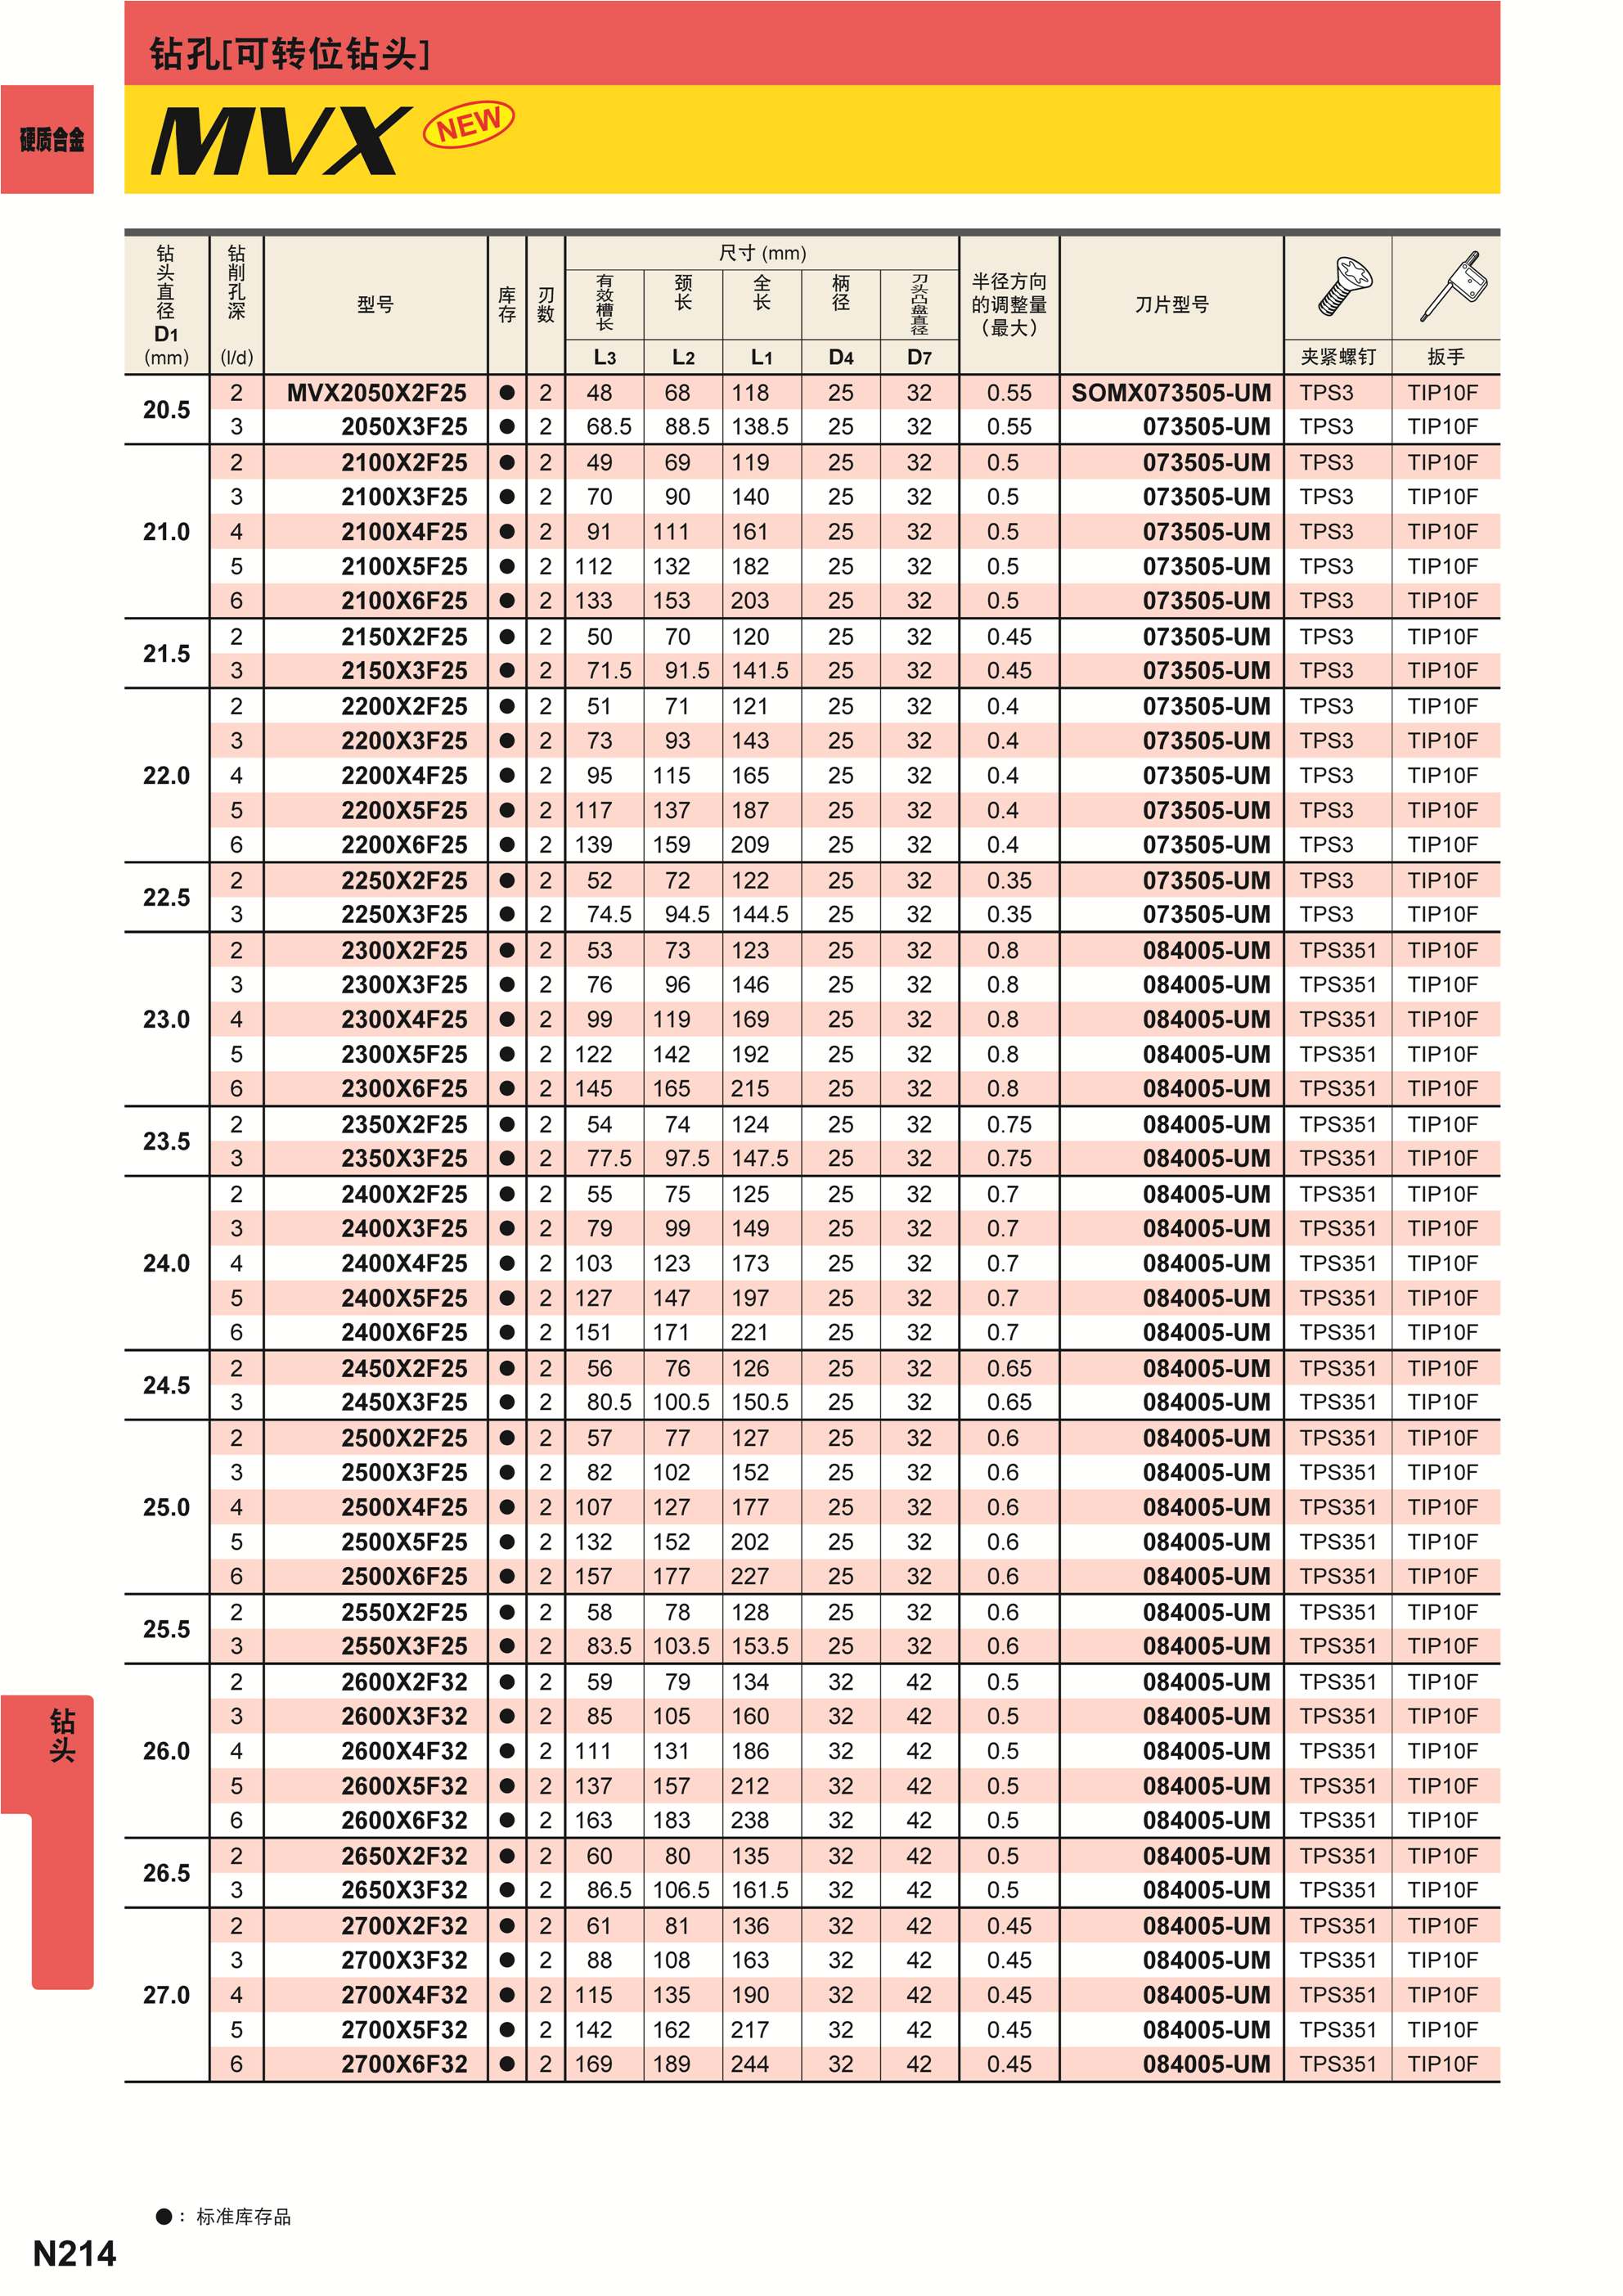 钻孔[可转位钻头]
硬质合金
MVX NEW
钻头直径 D1 (mm) 钻削孔深 (l/d) 型号 库存 刃数 尺寸 (mm) 半径方向的调整量（最大） 刀片型号
有效槽长 颈长 全长 柄径 刀头凸盘直径
L3 L2 L1 D4 D7 夹紧螺钉 扳手
20.5 2 MVX2050X2F25 ● 2 48 68 118 25 32 0.55 SOMX073505-UM TPS3 TIP10F
3 2050X3F25 ● 2 68.5 88.5 138.5 25 32 0.55 073505-UM TPS3 TIP10F
21.0 2 2100X2F25 ● 2 49 69 119 25 32 0.5 073505-UM TPS3 TIP10F
3 2100X3F25 ● 2 70 90 140 25 32 0.5 073505-UM TPS3 TIP10F
4 2100X4F25 ● 2 91 111 161 25 32 0.5 073505-UM TPS3 TIP10F
5 2100X5F25 ● 2 112 132 182 25 32 0.5 073505-UM TPS3 TIP10F
6 2100X6F25 ● 2 133 153 203 25 32 0.5 073505-UM TPS3 TIP10F
21.5 2 2150X2F25 ● 2 50 70 120 25 32 0.45 073505-UM TPS3 TIP10F
3 2150X3F25 ● 2 71.5 91.5 141.5 25 32 0.45 073505-UM TPS3 TIP10F
22.0 2 2200X2F25 ● 2 51 71 121 25 32 0.4 073505-UM TPS3 TIP10F
3 2200X3F25 ● 2 73 93 143 25 32 0.4 073505-UM TPS3 TIP10F
4 2200X4F25 ● 2 95 115 165 25 32 0.4 073505-UM TPS3 TIP10F
5 2200X5F25 ● 2 117 137 187 25 32 0.4 073505-UM TPS3 TIP10F
6 2200X6F25 ● 2 139 159 209 25 32 0.4 073505-UM TPS3 TIP10F
22.5 2 2250X2F25 ● 2 52 72 122 25 32 0.35 073505-UM TPS3 TIP10F
3 2250X3F25 ● 2 74.5 94.5 144.5 25 32 0.35 073505-UM TPS3 TIP10F
23.0 2 2300X2F25 ● 2 53 73 123 25 32 0.8 084005-UM TPS351 TIP10F
3 2300X3F25 ● 2 76 96 146 25 32 0.8 084005-UM TPS351 TIP10F
4 2300X4F25 ● 2 99 119 169 25 32 0.8 084005-UM TPS351 TIP10F
5 2300X5F25 ● 2 122 142 192 25 32 0.8 084005-UM TPS351 TIP10F
6 2300X6F25 ● 2 145 165 215 25 32 0.8 084005-UM TPS351 TIP10F
23.5 2 2350X2F25 ● 2 54 74 124 25 32 0.75 084005-UM TPS351 TIP10F
3 2350X3F25 ● 2 77.5 97.5 147.5 25 32 0.75 084005-UM TPS351 TIP10F
24.0 2 2400X2F25 ● 2 55 75 125 25 32 0.7 084005-UM TPS351 TIP10F
3 2400X3F25 ● 2 79 99 149 25 32 0.7 084005-UM TPS351 TIP10F
4 2400X4F25 ● 2 103 123 173 25 32 0.7 084005-UM TPS351 TIP10F
5 2400X5F25 ● 2 127 147 197 25 32 0.7 084005-UM TPS351 TIP10F
6 2400X6F25 ● 2 151 171 221 25 32 0.7 084005-UM TPS351 TIP10F
24.5 2 2450X2F25 ● 2 56 76 126 25 32 0.65 084005-UM TPS351 TIP10F
3 2450X3F25 ● 2 80.5 100.5 150.5 25 32 0.65 084005-UM TPS351 TIP10F
25.0 2 2500X2F25 ● 2 57 77 127 25 32 0.6 084005-UM TPS351 TIP10F
3 2500X3F25 ● 2 82 102 152 25 32 0.6 084005-UM TPS351 TIP10F
4 2500X4F25 ● 2 107 127 177 25 32 0.6 084005-UM TPS351 TIP10F
5 2500X5F25 ● 2 132 152 202 25 32 0.6 084005-UM TPS351 TIP10F
6 2500X6F25 ● 2 157 177 227 25 32 0.6 084005-UM TPS351 TIP10F
25.5 2 2550X2F25 ● 2 58 78 128 25 32 0.6 084005-UM TPS351 TIP10F
3 2550X3F25 ● 2 83.5 103.5 153.5 25 32 0.6 084005-UM TPS351 TIP10F
26.0 2 2600X2F32 ● 2 59 79 134 32 42 0.5 084005-UM TPS351 TIP10F
3 2600X3F32 ● 2 85 105 160 32 42 0.5 084005-UM TPS351 TIP10F
4 2600X4F32 ● 2 111 131 186 32 42 0.5 084005-UM TPS351 TIP10F
5 2600X5F32 ● 2 137 157 212 32 42 0.5 084005-UM TPS351 TIP10F
6 2600X6F32 ● 2 163 183 238 32 42 0.5 084005-UM TPS351 TIP10F
26.5 2 2650X2F32 ● 2 60 80 135 32 42 0.5 084005-UM TPS351 TIP10F
3 2650X3F32 ● 2 86.5 106.5 161.5 32 42 0.5 084005-UM TPS351 TIP10F
27.0 2 2700X2F32 ● 2 61 81 136 32 42 0.45 084005-UM TPS351 TIP10F
3 2700X3F32 ● 2 88 108 163 32 42 0.45 084005-UM TPS351 TIP10F
4 2700X4F32 ● 2 115 135 190 32 42 0.45 084005-UM TPS351 TIP10F
5 2700X5F32 ● 2 142 162 217 32 42 0.45 084005-UM TPS351 TIP10F
6 2700X6F32 ● 2 169 189 244 32 42 0.45 084005-UM TPS351 TIP10F
钻头
●：标准库存品
N214